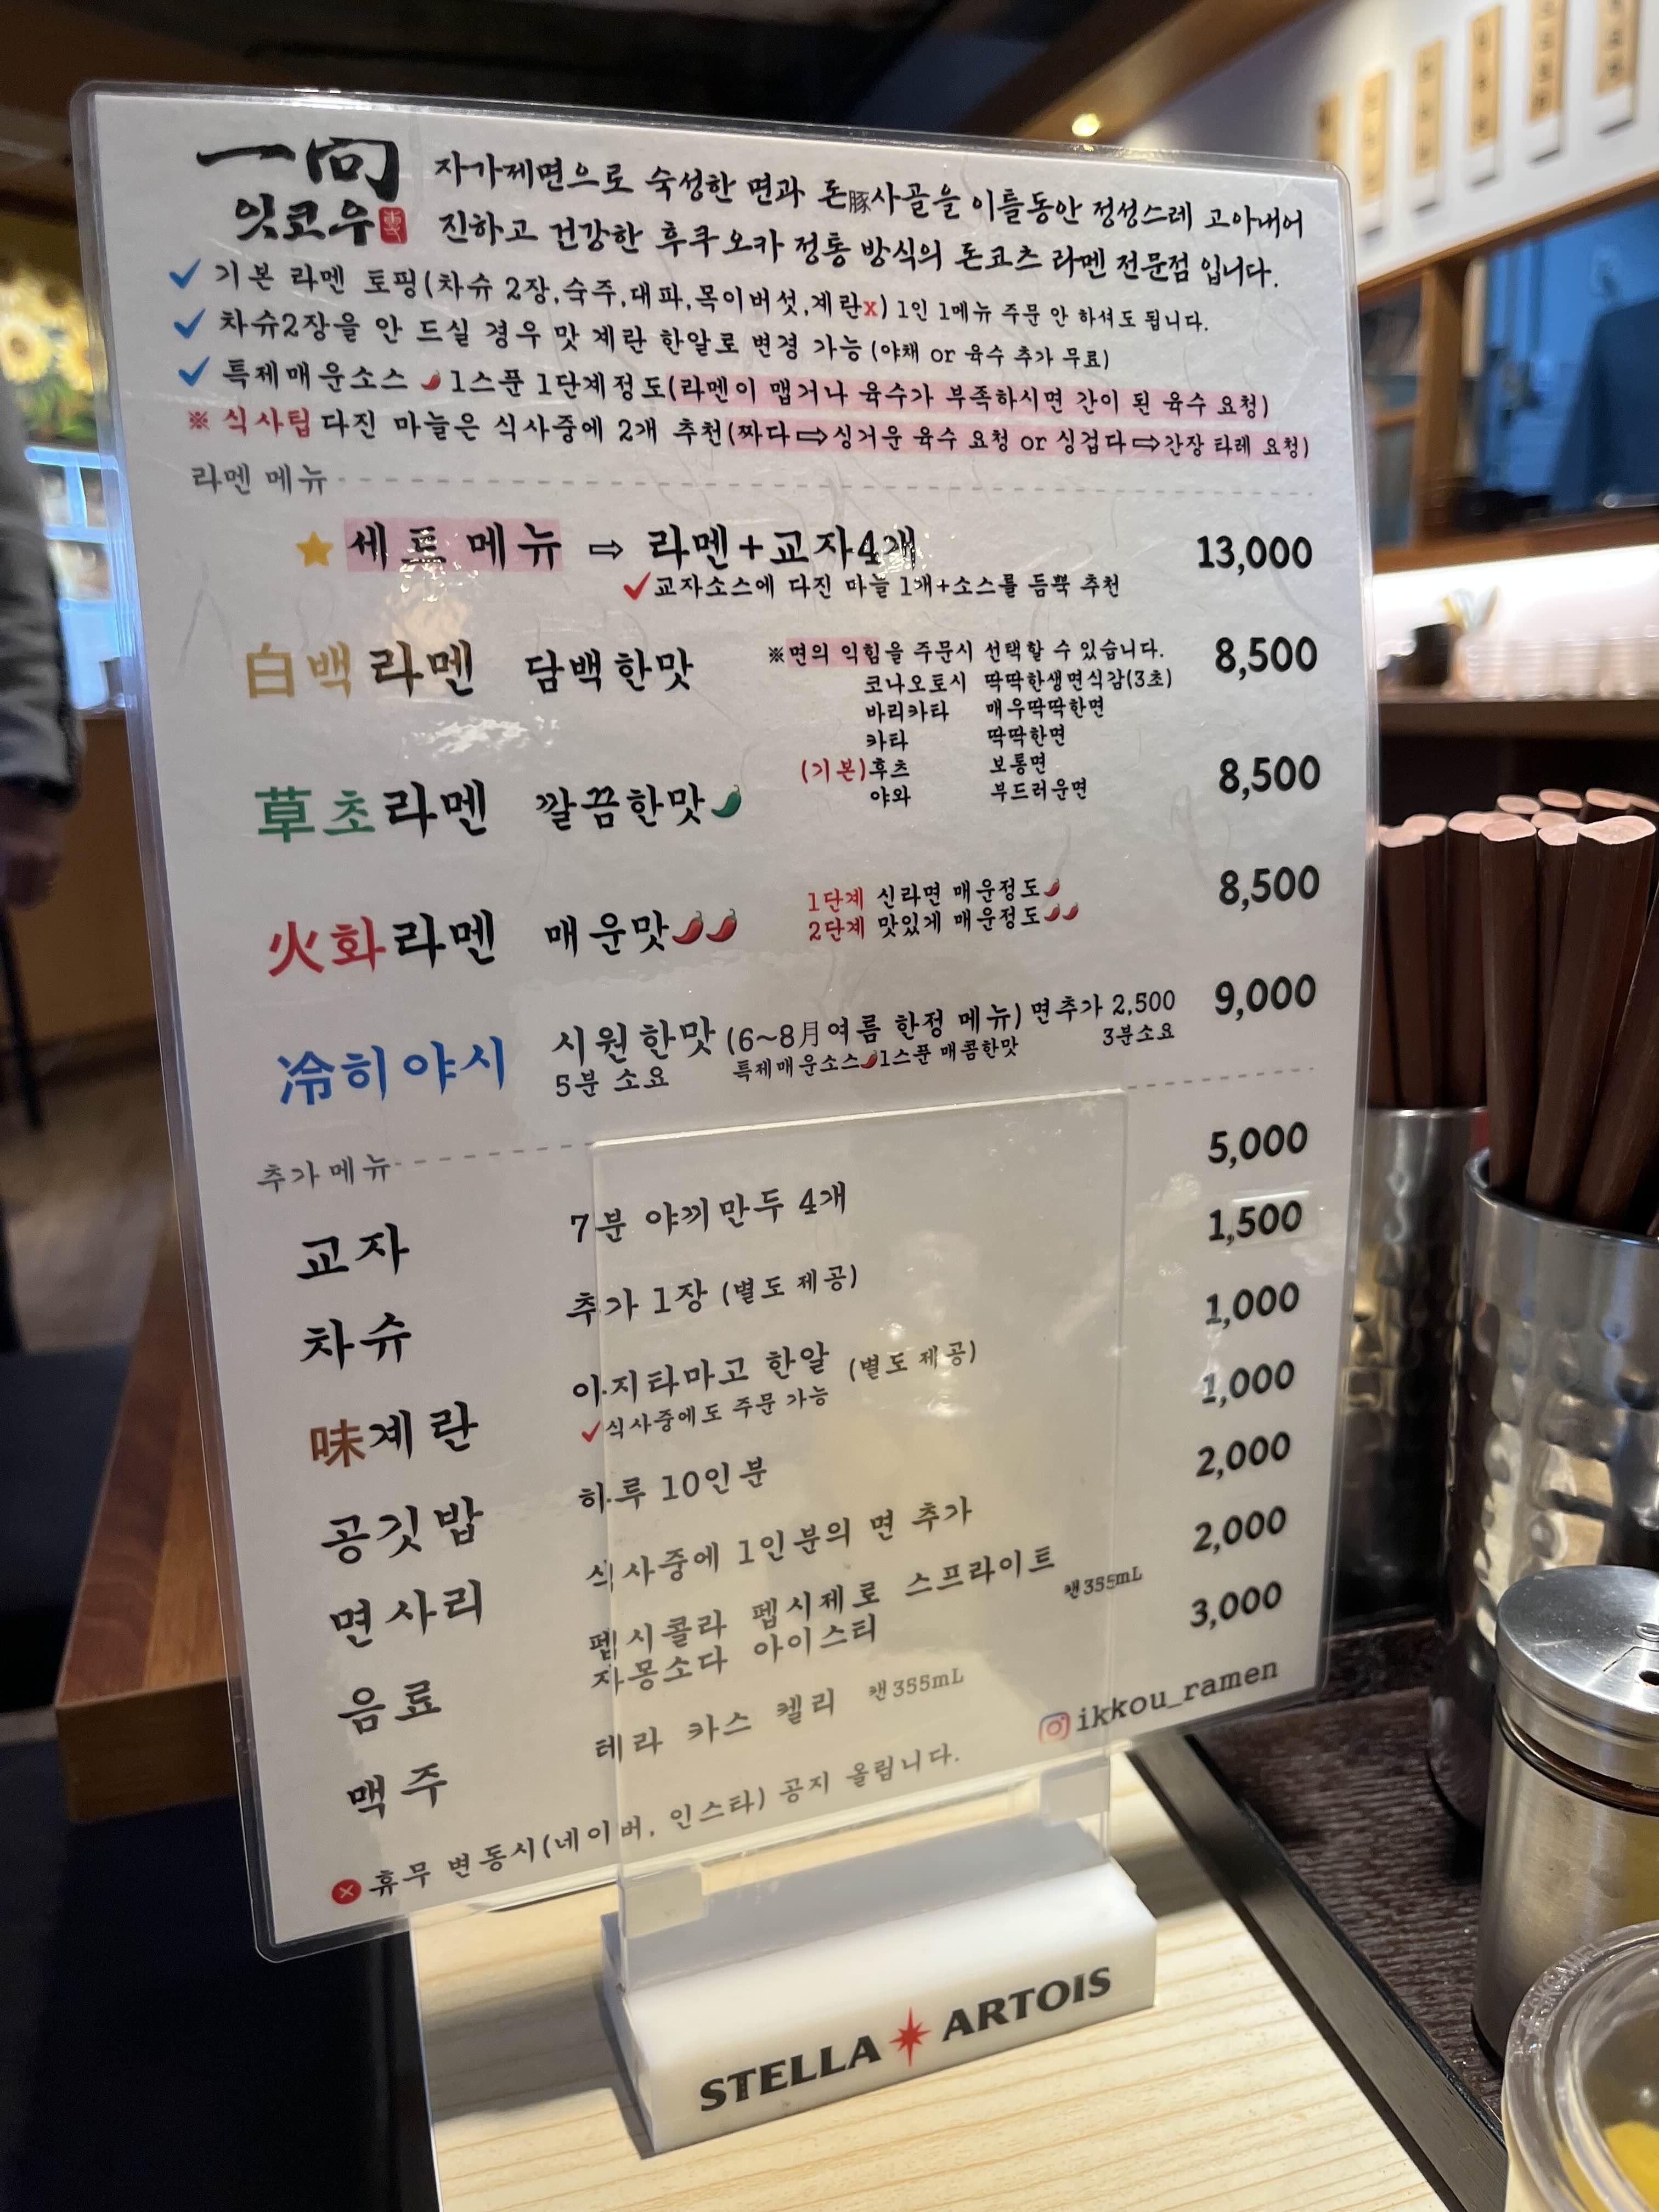 一向
잇코우
자가제면으로 숙성한 면과 돈豚사골을 이틀동안 정성스레 고아내어
진하고 건강한 후쿠오카 정통 방식의 돈코츠 라멘 전문점 입니다.
✓ 기본 라멘 토핑(차슈 2장,숙주,대파,목이버섯,계란x) 1인 1메뉴 주문 안 하셔도 됩니다.
✓ 차슈2장을 안 드실 경우 맛 계란 한알로 변경 가능 (야채 or 육수 추가 무료)
✓ 특제매운소스 🌶 1스푼 1단계정도(라멘이 맵거나 육수가 부족하시면 간이 된 육수 요청)
※ 식사팁 다진 마늘은 식사중에 2개 추천(짜다⇨싱거운 육수 요청 or 싱겁다⇨간장 타레 요청)
라멘 메뉴
⭐ 세트 메뉴 ⇨ 라멘+교자4개 13,000
✓교자소스에 다진 마늘 1개+소스를 듬뿍 추천
白백라멘 담백한맛 8,500
※면의 익힘을 주문시 선택할 수 있습니다.
코나오토시 딱딱한생면식감(3초)
바리카타 매우딱딱한면
카타 딱딱한면
(기본)후츠 보통면
야와 부드러운면
草초라멘 깔끔한맛 8,500
火화라멘 매운맛🌶🌶 8,500
1단계 신라면 매운정도🌶
2단계 맛있게 매운정도🌶🌶
冷히야시 시원한맛 (6~8月여름 한정 메뉴) 면추가 2,500 9,000
5분 소요 특제매운소스🌶1스푼 매콤한맛 3분소요
추가 메뉴
교자 7분 야끼만두 4개 5,000
차슈 추가 1장 (별도 제공) 1,500
味계란 아지타마고 한알 (별도 제공) 1,000
✓식사중에도 주문 가능
공깃밥 하루 10인분 1,000
면사리 식사중에 1인분의 면 추가 2,000
음료 펩시콜라 펩시제로 스프라이트 캔355mL 2,000
자몽소다 아이스티
맥주 테라 카스 켈리 캔355mL 3,000
ikkou_ramen
휴무 변동시(네이버, 인스타) 공지 올립니다.
STELLA ARTOIS